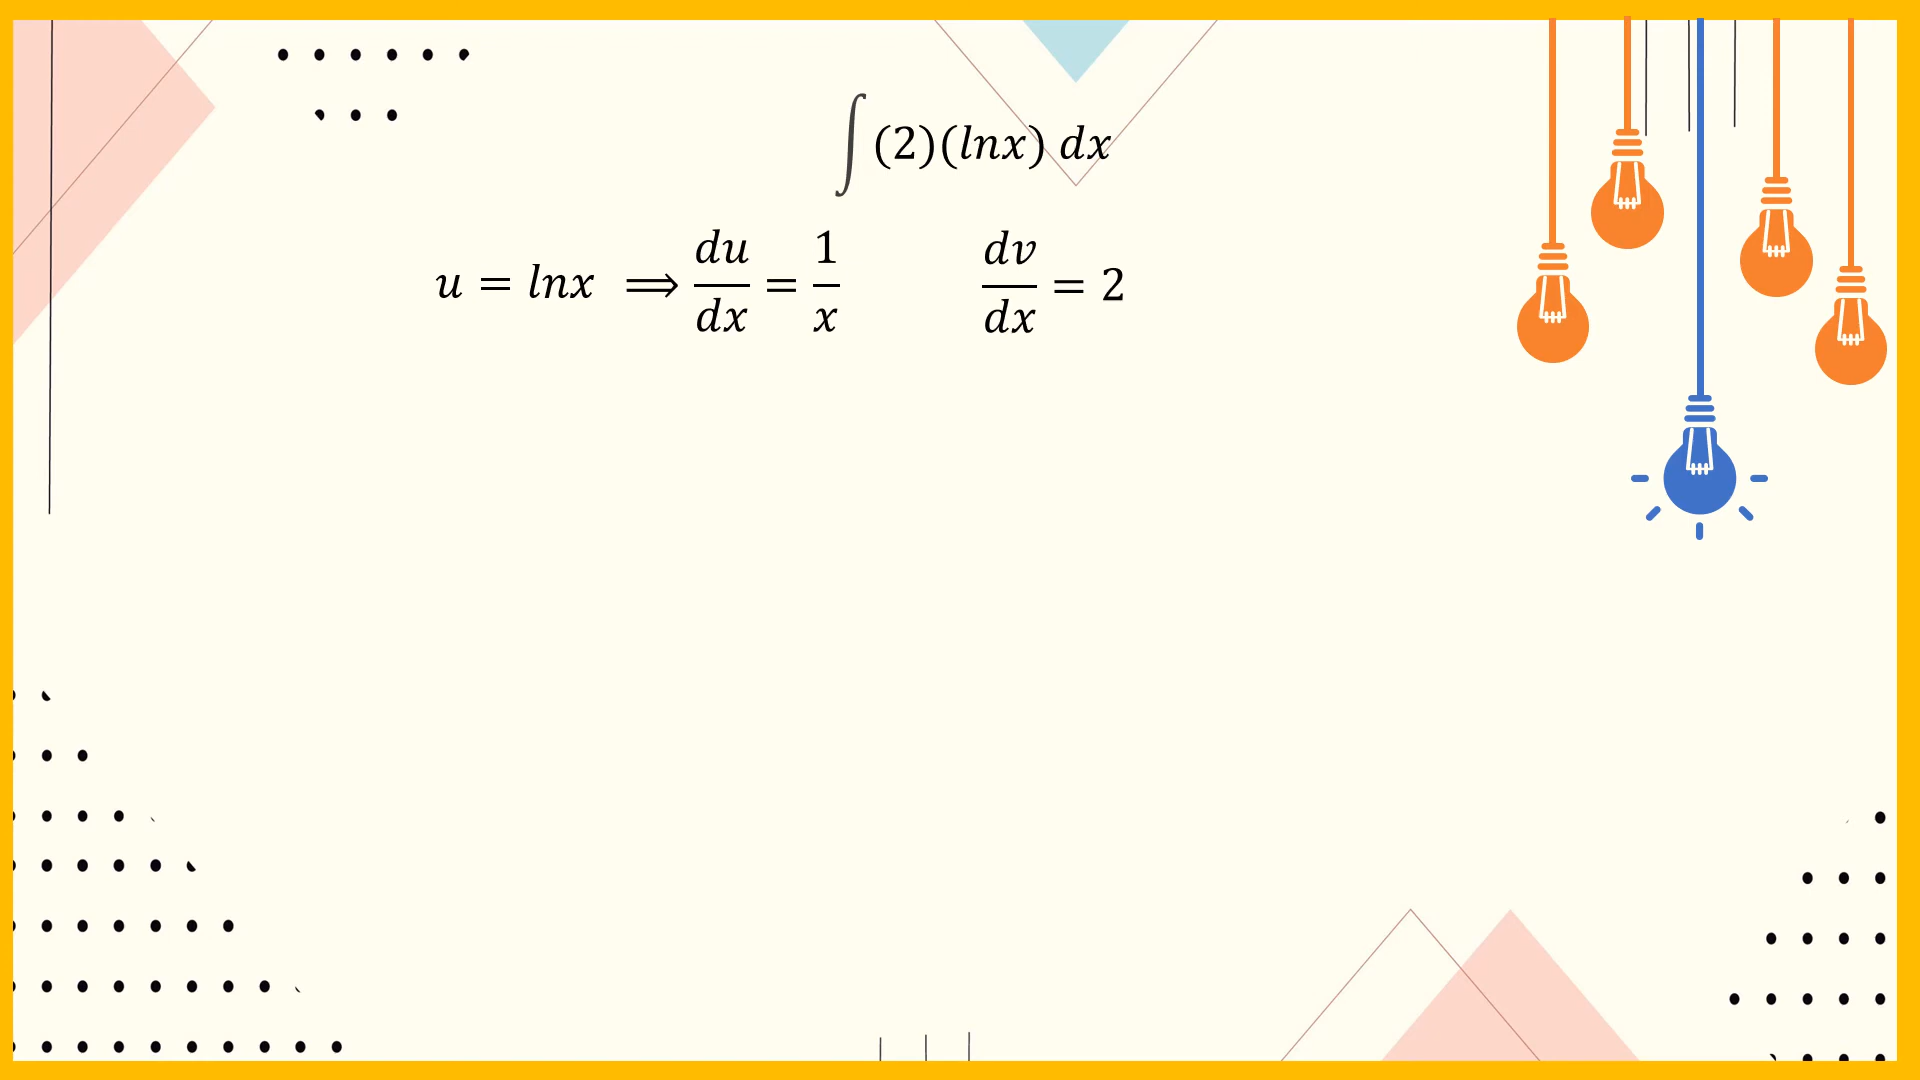 ∫(2)(lnx) dx
u = lnx ⟹ du/dx = 1/x dv/dx = 2